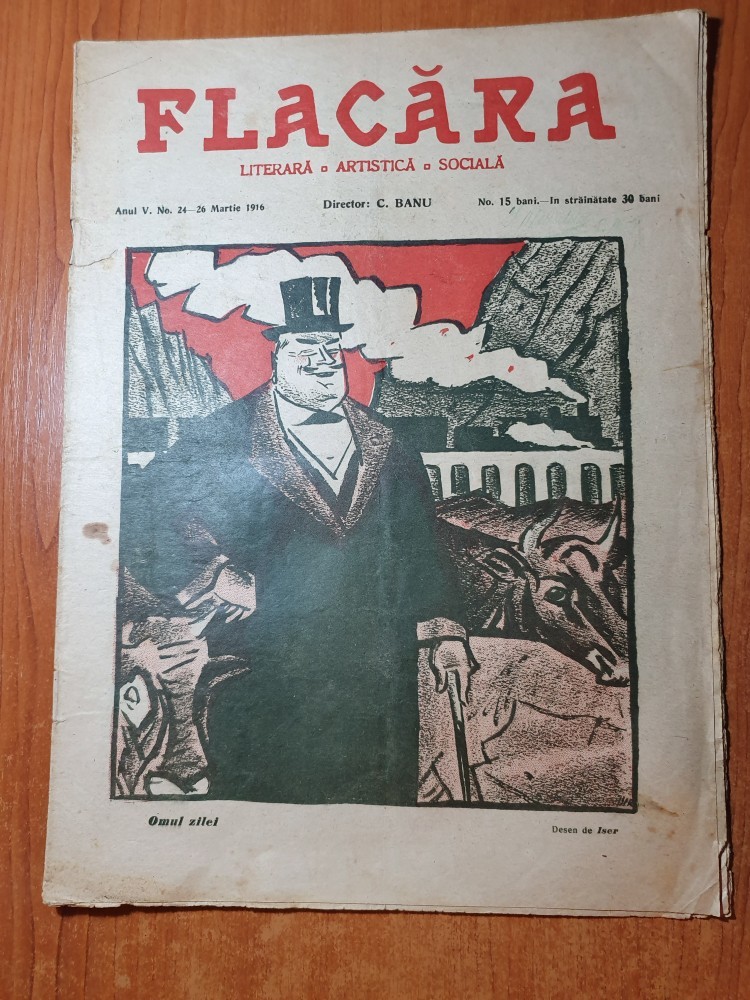 FLACĂRA
LITERARĂ ▫ ARTISTICĂ ▫ SOCIALĂ
Anul V. No. 24—26 Martie 1916 Director: C. BANU No. 15 bani.—In străinătate 30 bani
Omul zilei
Desen de Iser